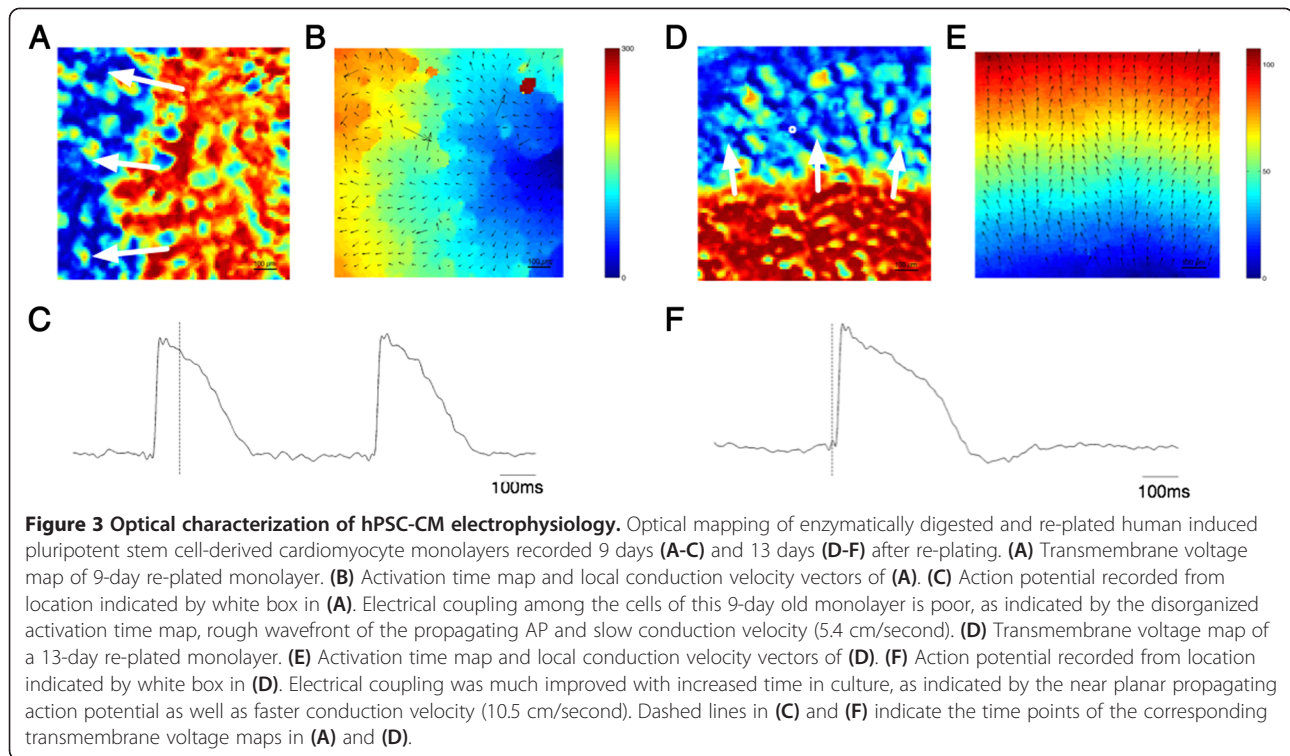 A
B
D
E
300
0
100
50
0
100 µm
100 µm
100 µm
C
F
100ms
100ms
Figure 3 Optical characterization of hPSC-CM electrophysiology. Optical mapping of enzymatically digested and re-plated human induced
pluripotent stem cell-derived cardiomyocyte monolayers recorded 9 days (A-C) and 13 days (D-F) after re-plating. (A) Transmembrane voltage
map of 9-day re-plated monolayer. (B) Activation time map and local conduction velocity vectors of (A). (C) Action potential recorded from
location indicated by white box in (A). Electrical coupling among the cells of this 9-day old monolayer is poor, as indicated by the disorganized
activation time map, rough wavefront of the propagating AP and slow conduction velocity (5.4 cm/second). (D) Transmembrane voltage map of
a 13-day re-plated monolayer. (E) Activation time map and local conduction velocity vectors of (D). (F) Action potential recorded from location
indicated by white box in (D). Electrical coupling was much improved with increased time in culture, as indicated by the near planar propagating
action potential as well as faster conduction velocity (10.5 cm/second). Dashed lines in (C) and (F) indicate the time points of the corresponding
transmembrane voltage maps in (A) and (D).